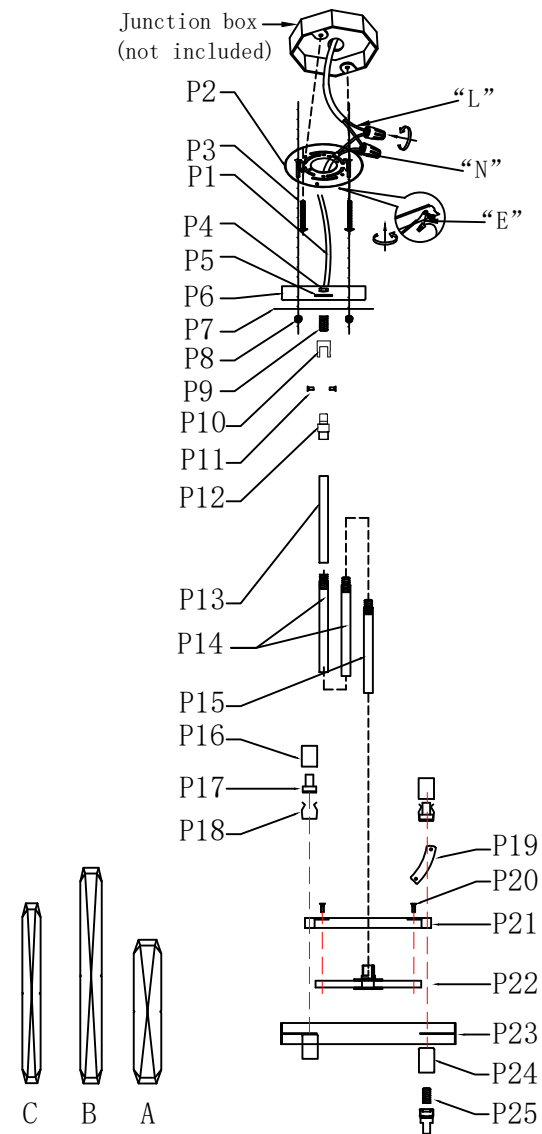 Junction box
(not included)
P2
“L”
P3
“N”
P1
P4
“E”
P5
P6
P7
P8
P9
P10
P11
P12
P13
P14
P15
P16
P17
P18
P19
P20
P21
P22
P23
P24
P25
C B A